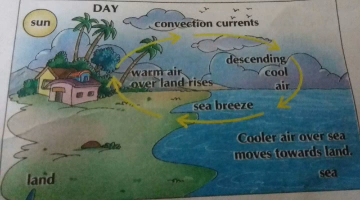 DAY
sun
convection currents
descending
cool
air
warm air
over land rises
sea breeze
Cooler air over sea
moves towards land.
land
sea